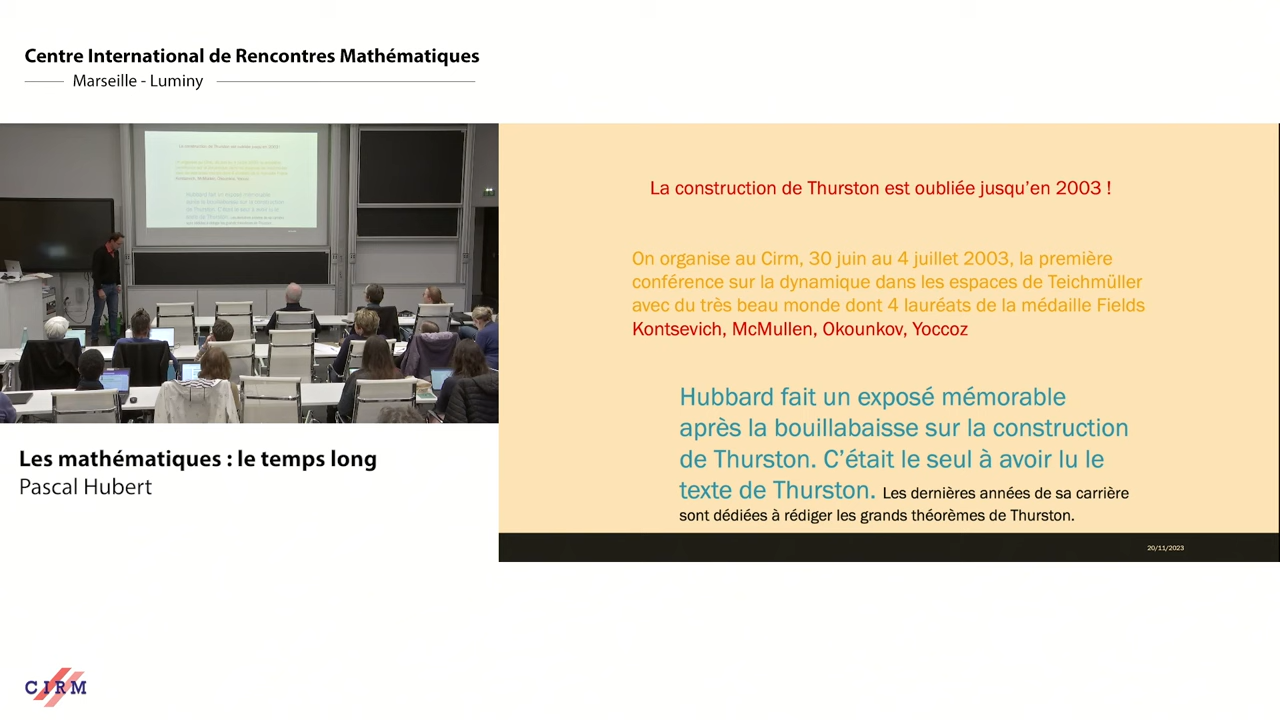 Centre International de Rencontres Mathématiques
Marseille - Luminy
La construction de Thurston est oubliée jusqu'en 2003 !
On organise au Cirm, 30 juin au 4 juillet 2003, la première
conférence sur la dynamique dans les espaces de Teichmüller
avec du très beau monde dont 4 lauréats de la médaille Fields
Kontsevich, McMullen, Okounkov, Yoccoz
Hubbard fait un exposé mémorable
après la bouillabaisse sur la construction
de Thurston. C'était le seul à avoir lu le
texte de Thurston. Les dernières années de sa carrière
sont dédiées à rédiger les grands théorèmes de Thurston.
20/11/2023
Les mathématiques : le temps long
Pascal Hubert
CIRM